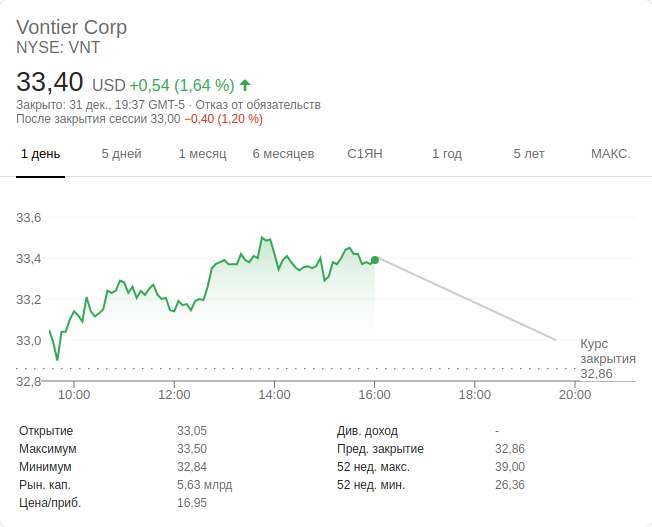 Vontier Corp
NYSE: VNT
33,40 USD +0,54 (1,64 %)
Закрыто: 31 дек., 19:37 GMT-5 · Отказ от обязательств
После закрытия сессии 33,00 −0,40 (1,20 %)
1 день 5 дней 1 месяц 6 месяцев С1ЯН 1 год 5 лет МАКС.
33,6
33,4
33,2
33,0
32,8
Курс
закрытия
32,86
10:00 12:00 14:00 16:00 18:00 20:00
Открытие 33,05
Максимум 33,50
Минимум 32,84
Рын. кап. 5,63 млрд
Цена/приб. 16,95
Див. доход -
Пред. закрытие 32,86
52 нед. макс. 39,00
52 нед. мин. 26,36